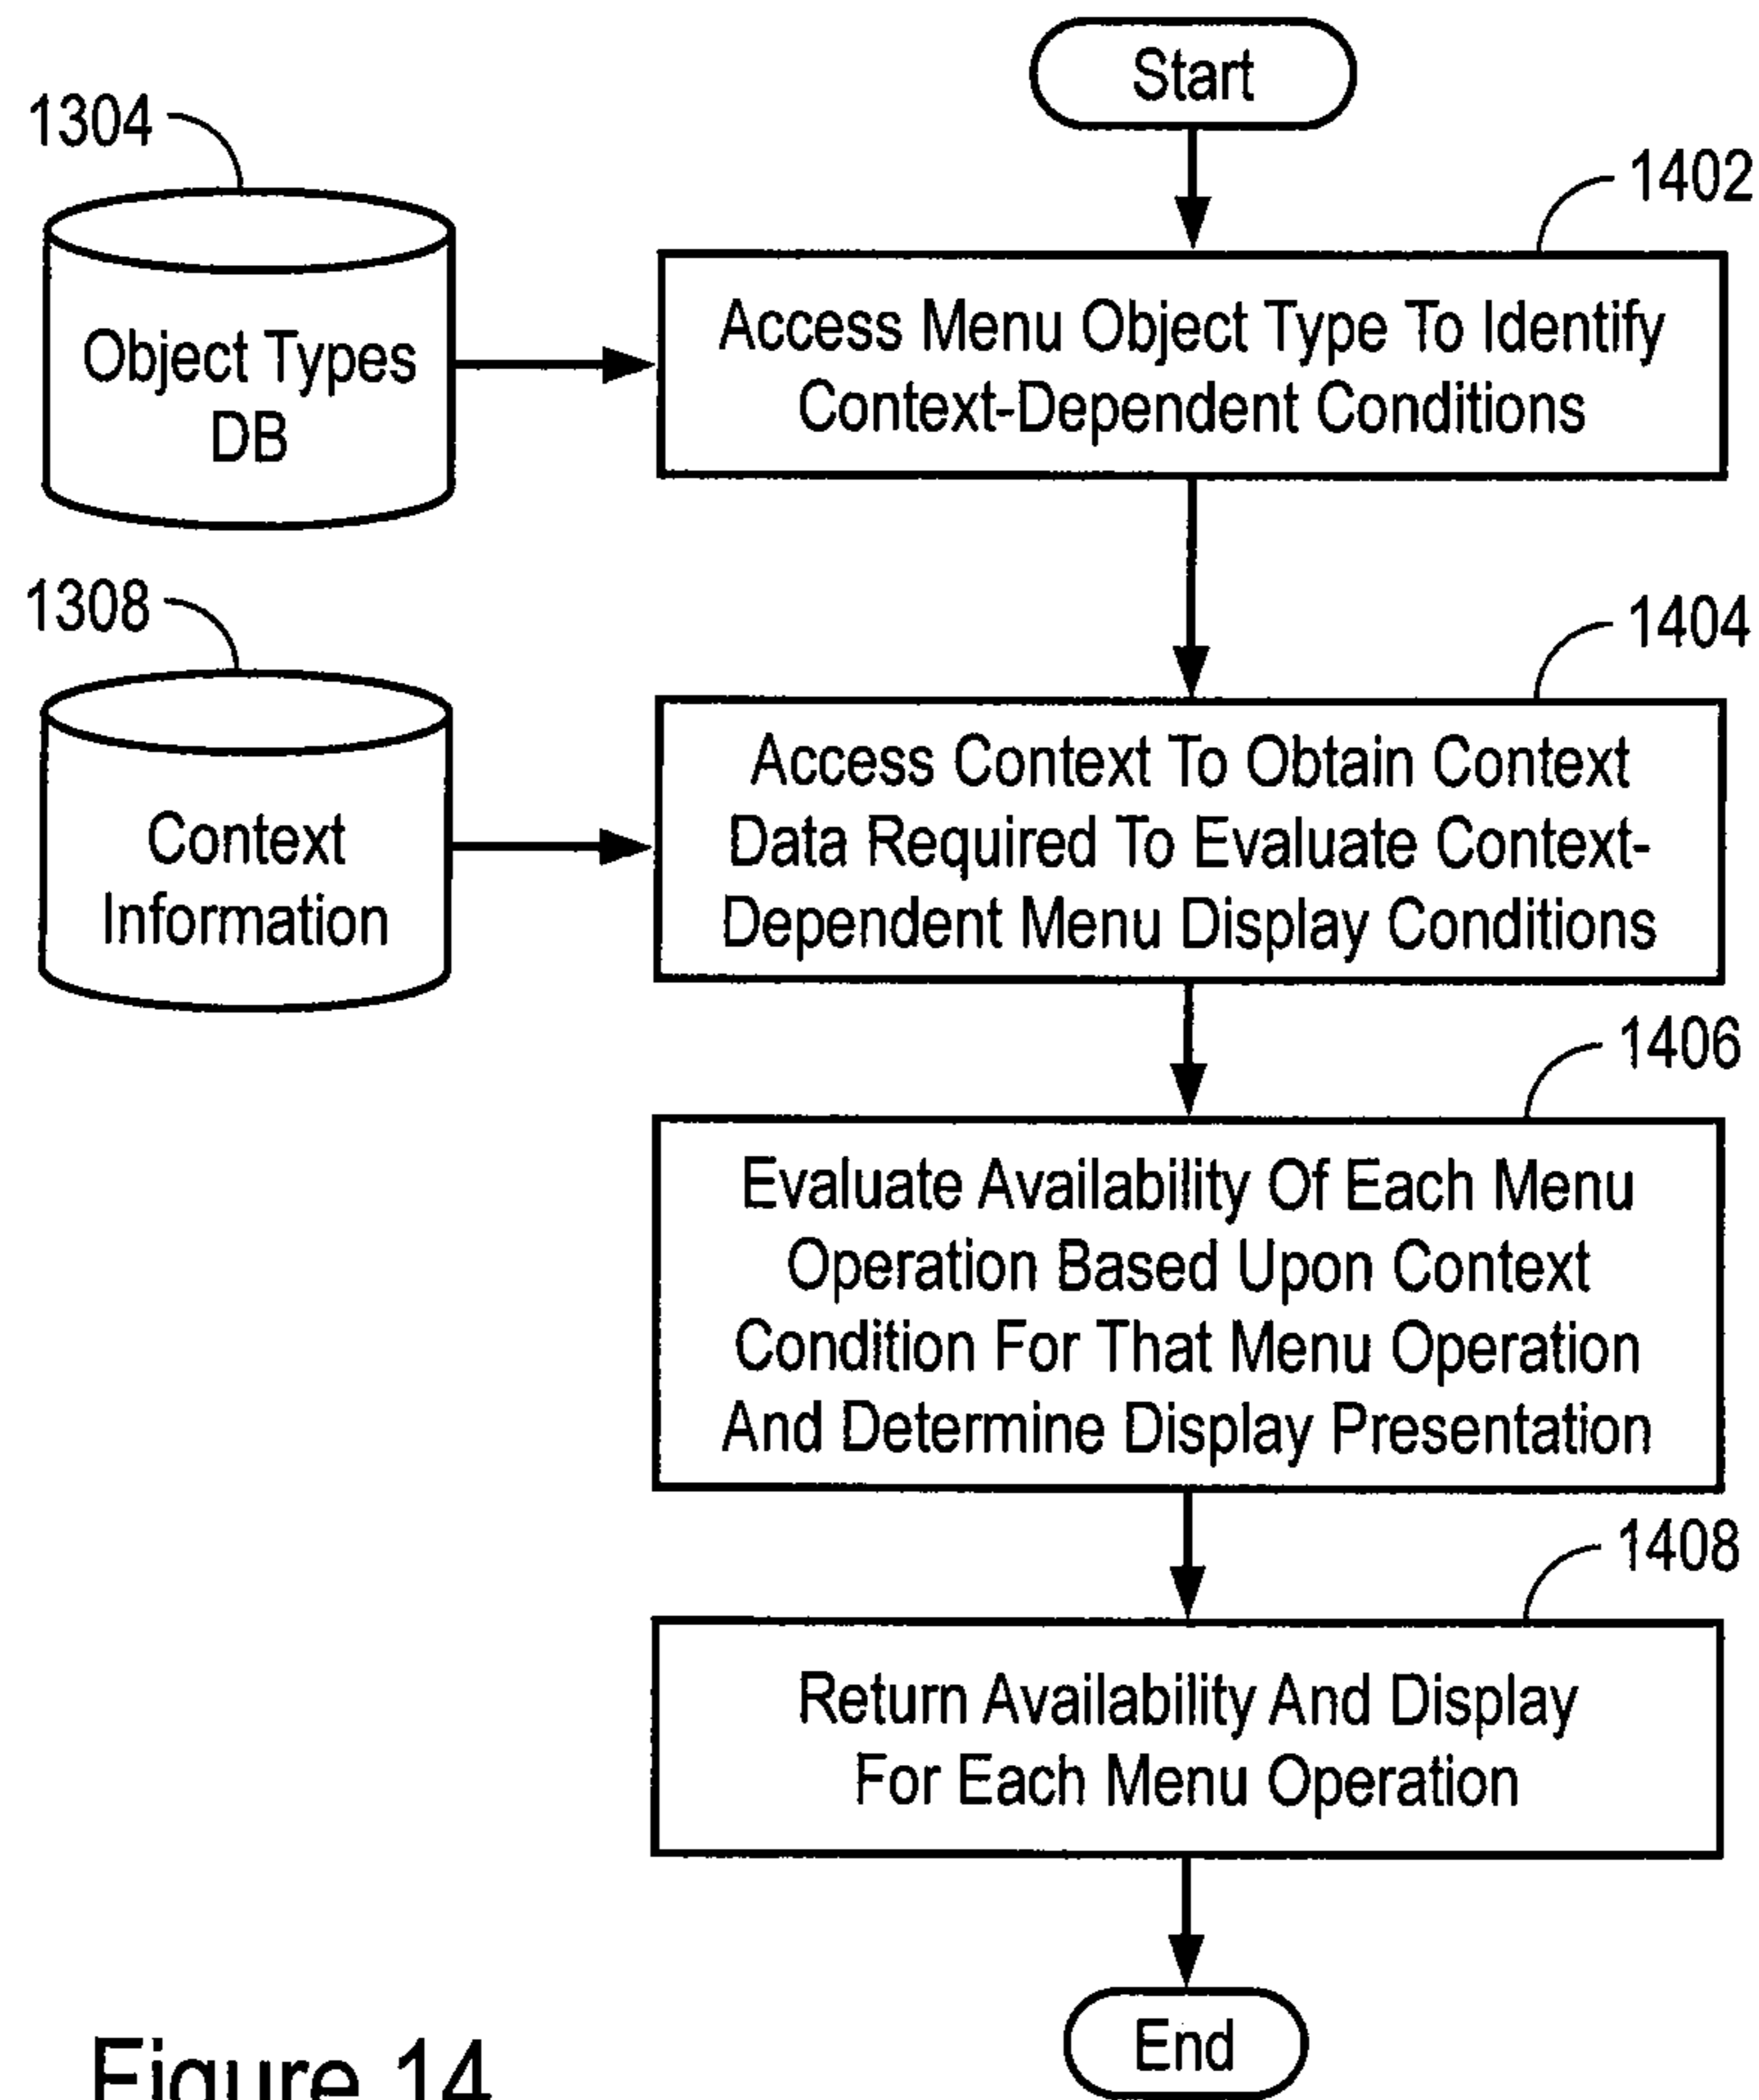 Start
1304
1402
Object Types
DB
Access Menu Object Type To Identify
Context-Dependent Conditions
1308
1404
Context
Information
Access Context To Obtain Context
Data Required To Evaluate Context-
Dependent Menu Display Conditions
1406
Evaluate Availability Of Each Menu
Operation Based Upon Context
Condition For That Menu Operation
And Determine Display Presentation
1408
Return Availability And Display
For Each Menu Operation
End
Figure 14